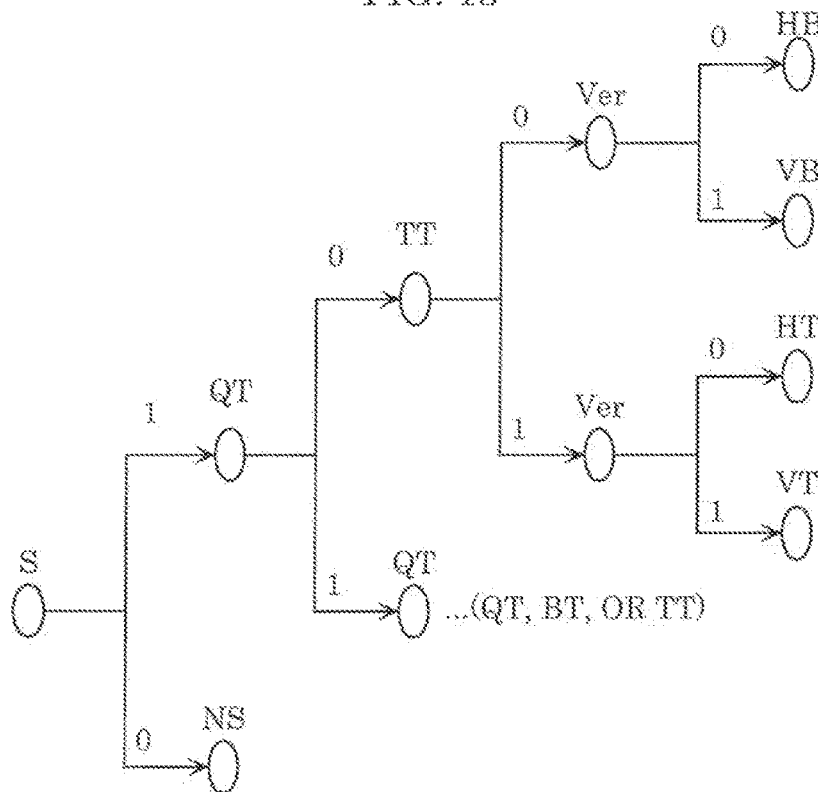 0 HB
Ver
0
VB
1
TT
0
HT
0
QT
1
Ver
1
VT
1
S
QT
1
...(QT, BT, OR TT)
NS
0